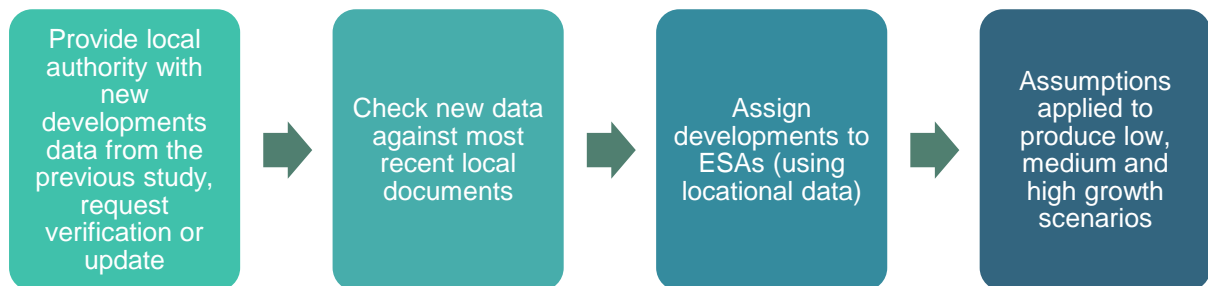 Provide local
authority with
new
developments
data from the
previous study,
request
verification or
update
Check new data
against most
recent local
documents
Assign
developments to
ESAs (using
locational data)
Assumptions
applied to
produce low,
medium and
high growth
scenarios